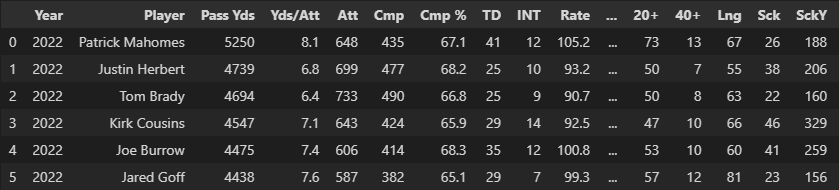 Year Player Pass Yds Yds/Att Att Cmp Cmp % TD INT Rate ... 20+ 40+ Lng Sck SckY
0 2022 Patrick Mahomes 5250 8.1 648 435 67.1 41 12 105.2 ... 73 13 67 26 188
1 2022 Justin Herbert 4739 6.8 699 477 68.2 25 10 93.2 ... 50 7 55 38 206
2 2022 Tom Brady 4694 6.4 733 490 66.8 25 9 90.7 ... 50 8 63 22 160
3 2022 Kirk Cousins 4547 7.1 643 424 65.9 29 14 92.5 ... 47 10 66 46 329
4 2022 Joe Burrow 4475 7.4 606 414 68.3 35 12 100.8 ... 53 10 60 41 259
5 2022 Jared Goff 4438 7.6 587 382 65.1 29 7 99.3 ... 57 12 81 23 156